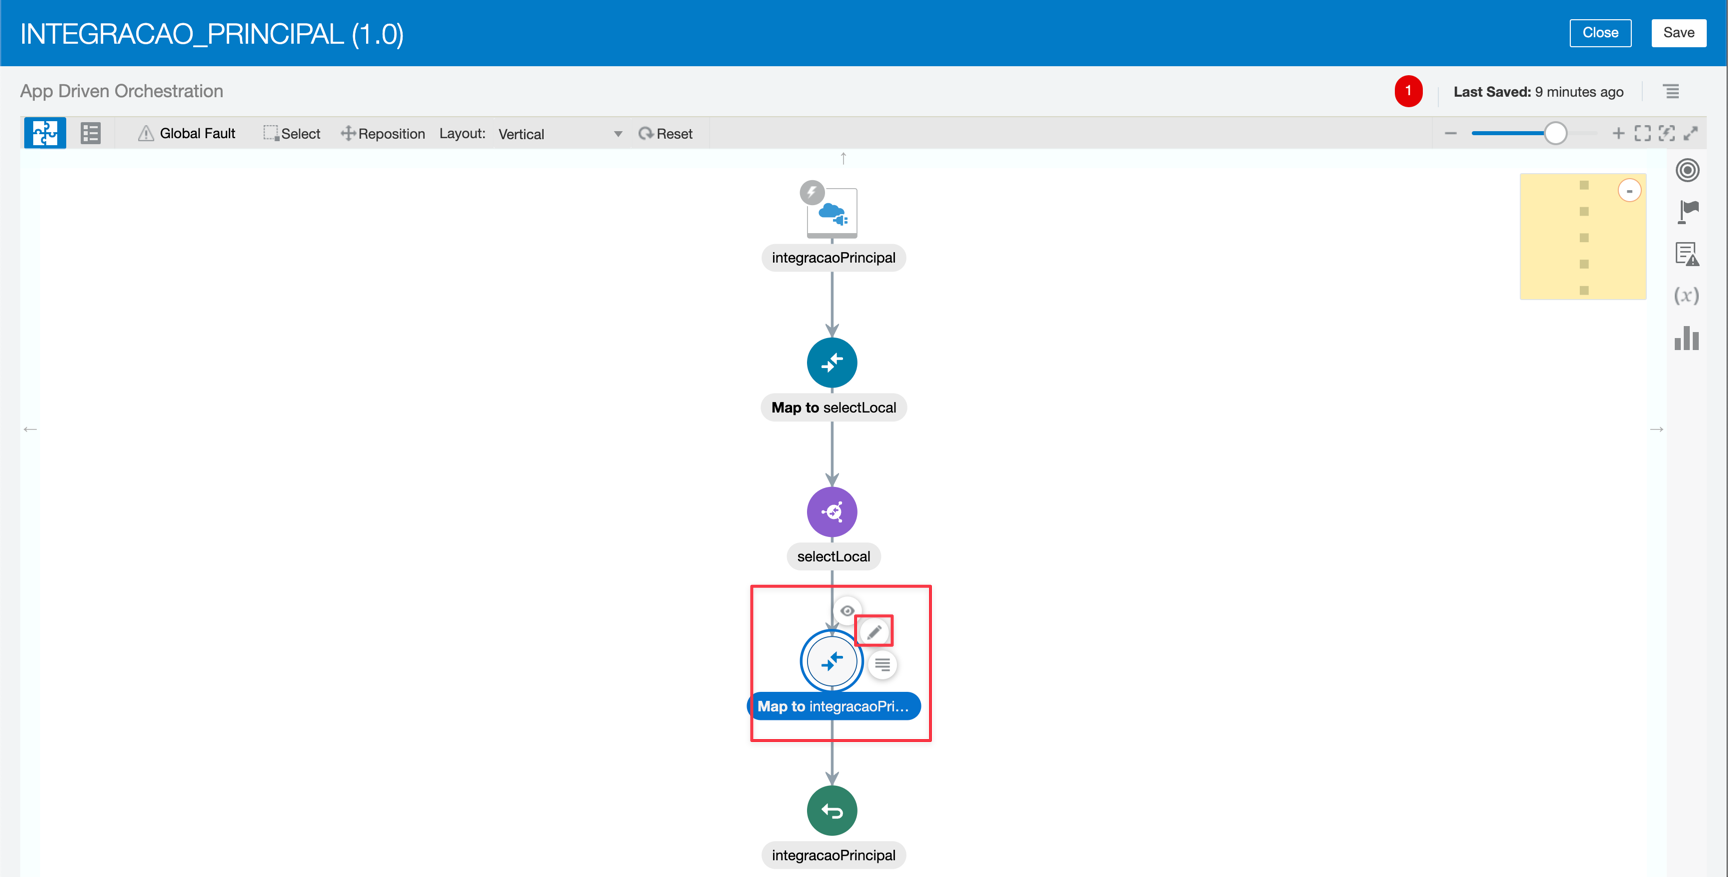 INTEGRACAO_PRINCIPAL (1.0)
Close
Save
App Driven Orchestration
1
Last Saved: 9 minutes ago
Global Fault
Select
Reposition
Layout:
Vertical
Reset
integracaoPrincipal
(x)
Map to selectLocal
selectLocal
Map to integracaoPri...
integracaoPrincipal